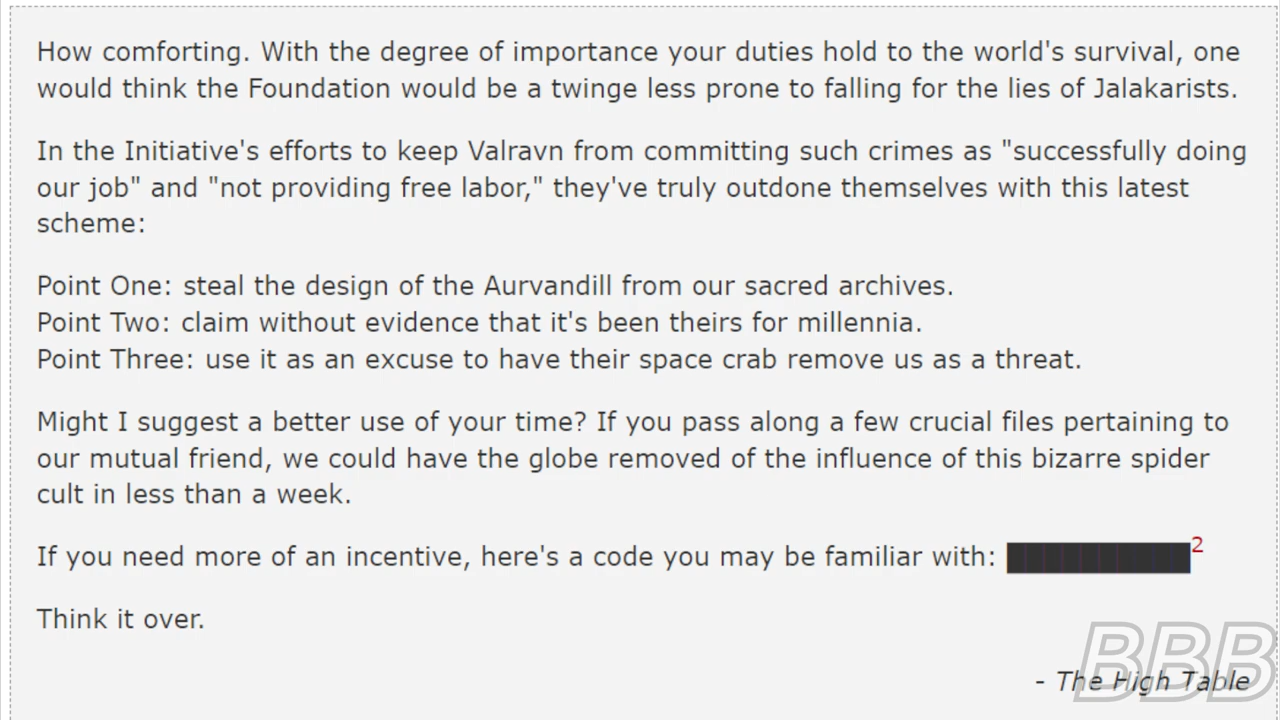 How comforting. With the degree of importance your duties hold to the world's survival, one
would think the Foundation would be a twinge less prone to falling for the lies of Jalakarists.
In the Initiative's efforts to keep Valravn from committing such crimes as "successfully doing
our job" and "not providing free labor," they've truly outdone themselves with this latest
scheme:
Point One: steal the design of the Aurvandill from our sacred archives.
Point Two: claim without evidence that it's been theirs for millennia.
Point Three: use it as an excuse to have their space crab remove us as a threat.
Might I suggest a better use of your time? If you pass along a few crucial files pertaining to
our mutual friend, we could have the globe removed of the influence of this bizarre spider
cult in less than a week.
If you need more of an incentive, here's a code you may be familiar with: ██████████2
Think it over.
- The High Table
BBB